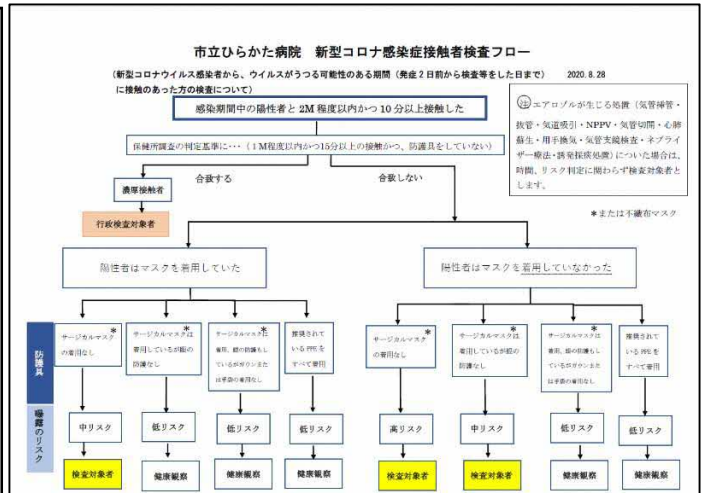 市立ひらかた病院 新型コロナ感染症接触者検査フロー
(新型コロナウイルス感染者から、ウイルスがうつる可能性のある期間(発症2日前から検査等をした日まで) 2020.8.28
に接触のあった方の検査について)
感染期間中の陽性者と2M程度以内かつ10分以上接触した
注エアロゾルが生じる処置(気管挿管・
抜管・気道吸引・NPPV・気管切開・心肺
蘇生・用手換気・気管支鏡検査・ネブライ
ザー療法・誘発採痰処置)についた場合は、
時間、リスク判定に関わらず検査対象者と
します。
保健所調査の判定基準に・・・(1M程度以内かつ15分以上の接触かつ、防護具をしていない)
合致する
合致しない
濃厚接触者
行政検査対象者
*または不織布マスク
陽性者はマスクを着用していた
陽性者はマスクを着用していなかった
防護具
サージカルマスク*
の着用なし
サージカルマスクは*
着用しているが眼の
防護なし
サージカルマスクは*
着用、眼の防護もし
ているがガウンまた
は手袋の着用なし
推奨されて
いるPPEを
すべて着用
サージカルマスク*
の着用なし
サージカルマスクは*
着用しているが眼の
防護なし
サージカルマスクは*
着用、眼の防護もし
ているがガウンまた
は手袋の着用なし
推奨されて
いるPPEを
すべて着用
曝露のリスク
中リスク
低リスク
低リスク
低リスク
高リスク
中リスク
低リスク
低リスク
検査対象者
健康観察
健康観察
健康観察
検査対象者
検査対象者
健康観察
健康観察